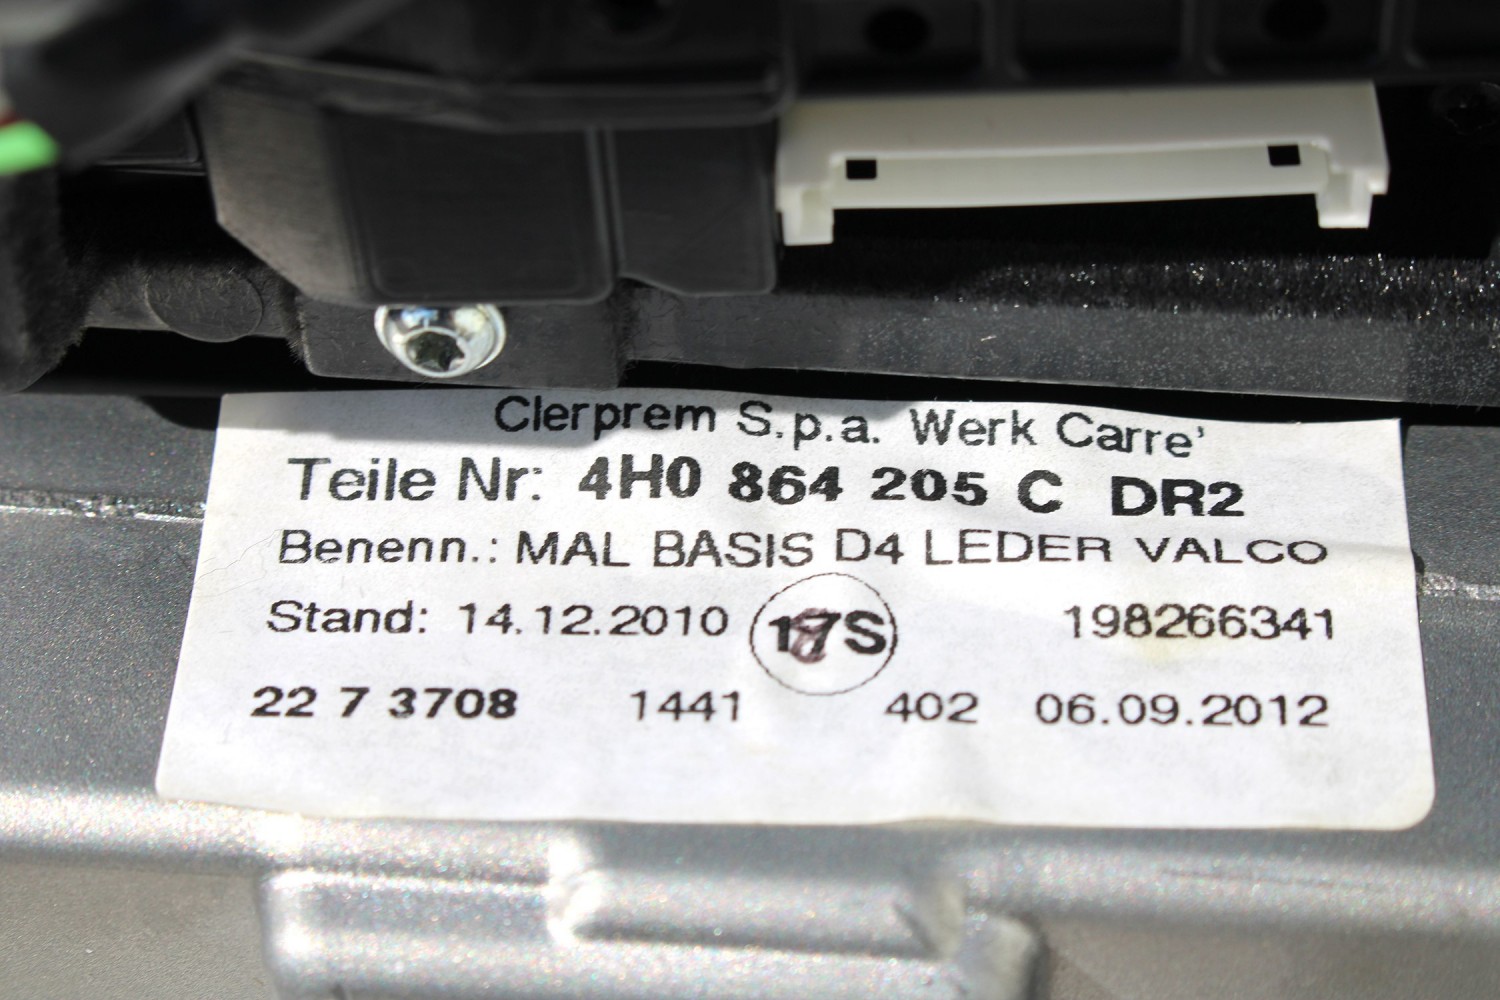 Clerprem S.p.a. Werk Carre'
Teile Nr: 4H0 864 205 C DR2
Benenn.: MAL BASIS D4 LEDER VALCO
Stand: 14.12.2010 17S 198266341
22 7 3708 1441 402 06.09.2012